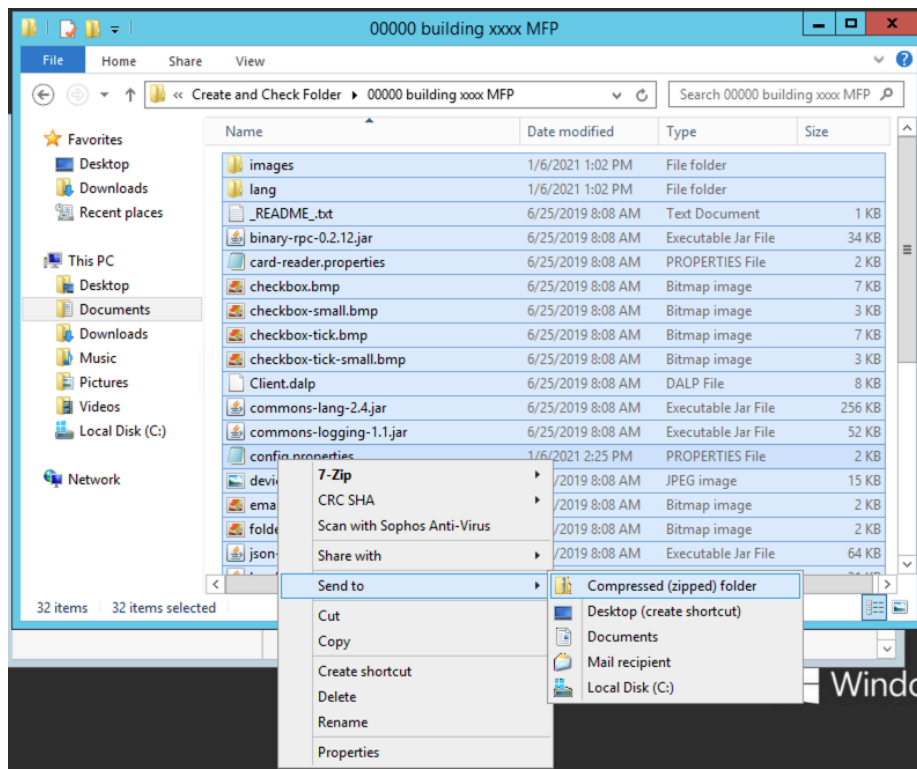 00000 building xxxx MFP
File Home Share View
« Create and Check Folder 00000 building xxxx MFP Search 00000 building xxxx MFP
Favorites
Desktop
Downloads
Recent places
This PC
Desktop
Documents
Downloads
Music
Pictures
Videos
Local Disk (C:)
Network
Name Date modified Type Size
images 1/6/2021 1:02 PM File folder
lang 1/6/2021 1:02 PM File folder
_README_.txt 6/25/2019 8:08 AM Text Document 1 KB
binary-rpc-0.2.12.jar 6/25/2019 8:08 AM Executable Jar File 34 KB
card-reader.properties 6/25/2019 8:08 AM PROPERTIES File 2 KB
checkbox.bmp 6/25/2019 8:08 AM Bitmap image 7 KB
checkbox-small.bmp 6/25/2019 8:08 AM Bitmap image 3 KB
checkbox-tick.bmp 6/25/2019 8:08 AM Bitmap image 7 KB
checkbox-tick-small.bmp 6/25/2019 8:08 AM Bitmap image 3 KB
Client.dalp 6/25/2019 8:08 AM DALP File 8 KB
commons-lang-2.4.jar 6/25/2019 8:08 AM Executable Jar File 256 KB
commons-logging-1.1.jar 6/25/2019 8:08 AM Executable Jar File 52 KB
config.properties 1/6/2021 2:25 PM PROPERTIES File 2 KB
devi /2019 8:08 AM JPEG image 15 KB
ema /2019 8:08 AM Bitmap image 2 KB
folde /2019 8:08 AM Bitmap image 2 KB
json- /2019 8:08 AM Executable Jar File 64 KB
32 items 32 items selected
7-Zip
CRC SHA
Scan with Sophos Anti-Virus
Share with
Send to
Cut
Copy
Create shortcut
Delete
Rename
Properties
Compressed (zipped) folder
Desktop (create shortcut)
Documents
Mail recipient
Local Disk (C:)
Windo